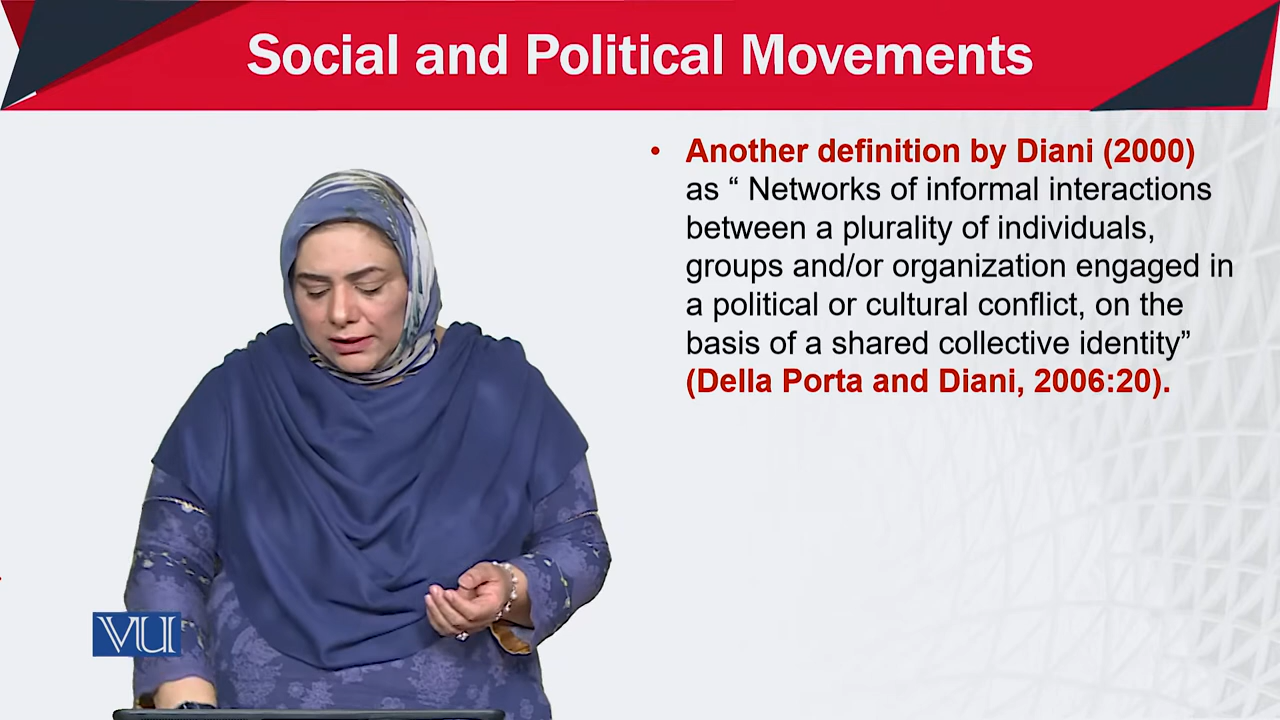 Social and Political Movements
• Another definition by Diani (2000)
as “ Networks of informal interactions
between a plurality of individuals,
groups and/or organization engaged in
a political or cultural conflict, on the
basis of a shared collective identity”
(Della Porta and Diani, 2006:20).
VU